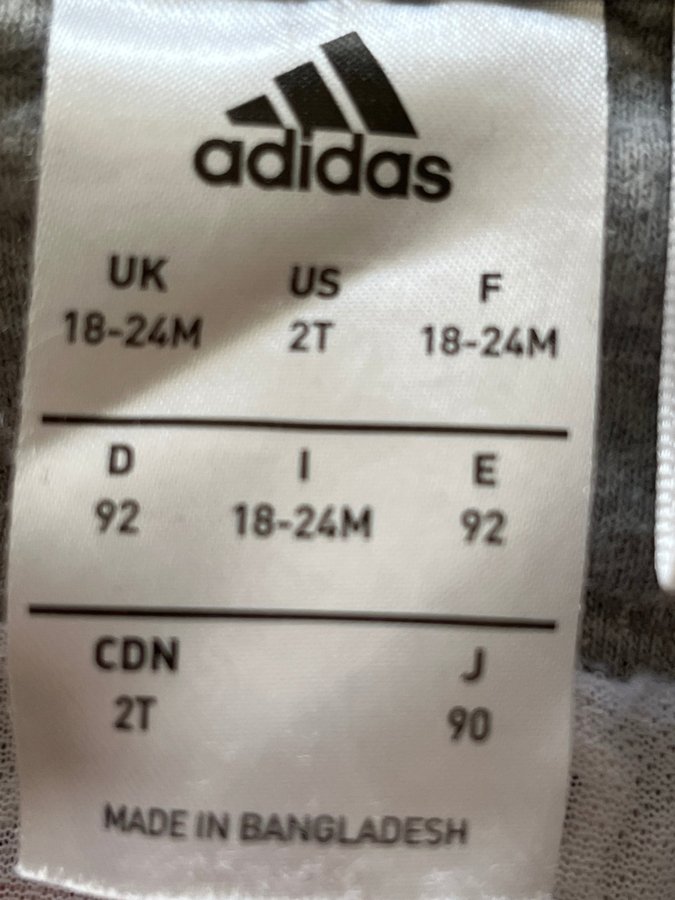 adidas
UK US F
18-24M 2T 18-24M
D I E
92 18-24M 92
CDN J
2T 90
MADE IN BANGLADESH